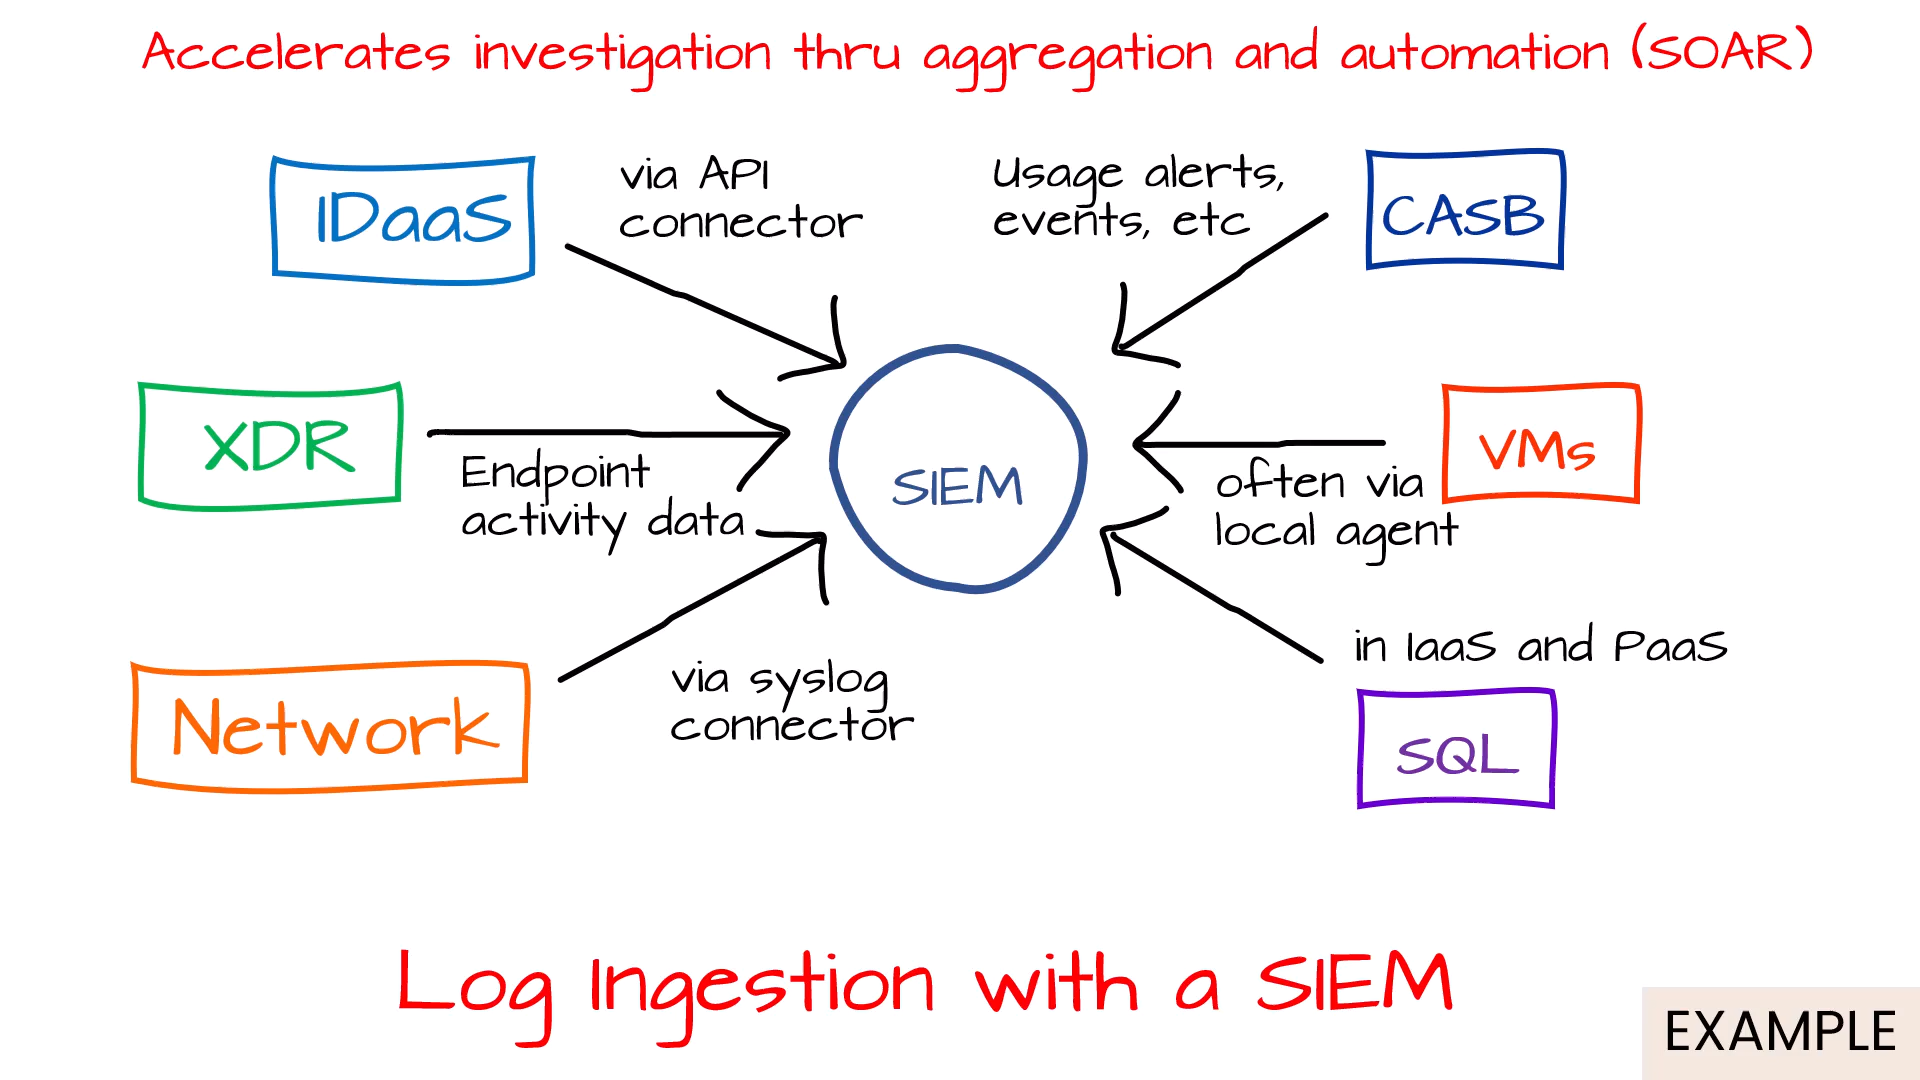 Accelerates investigation thru aggregation and automation (SOAR)
IDaaS
via API
connector
Usage alerts,
events, etc
CASB
XDR
Endpoint
activity data
SIEM
VMs
often via
local agent
Network
via syslog
connector
in IaaS and PaaS
SQL
Log Ingestion with a SIEM
EXAMPLE